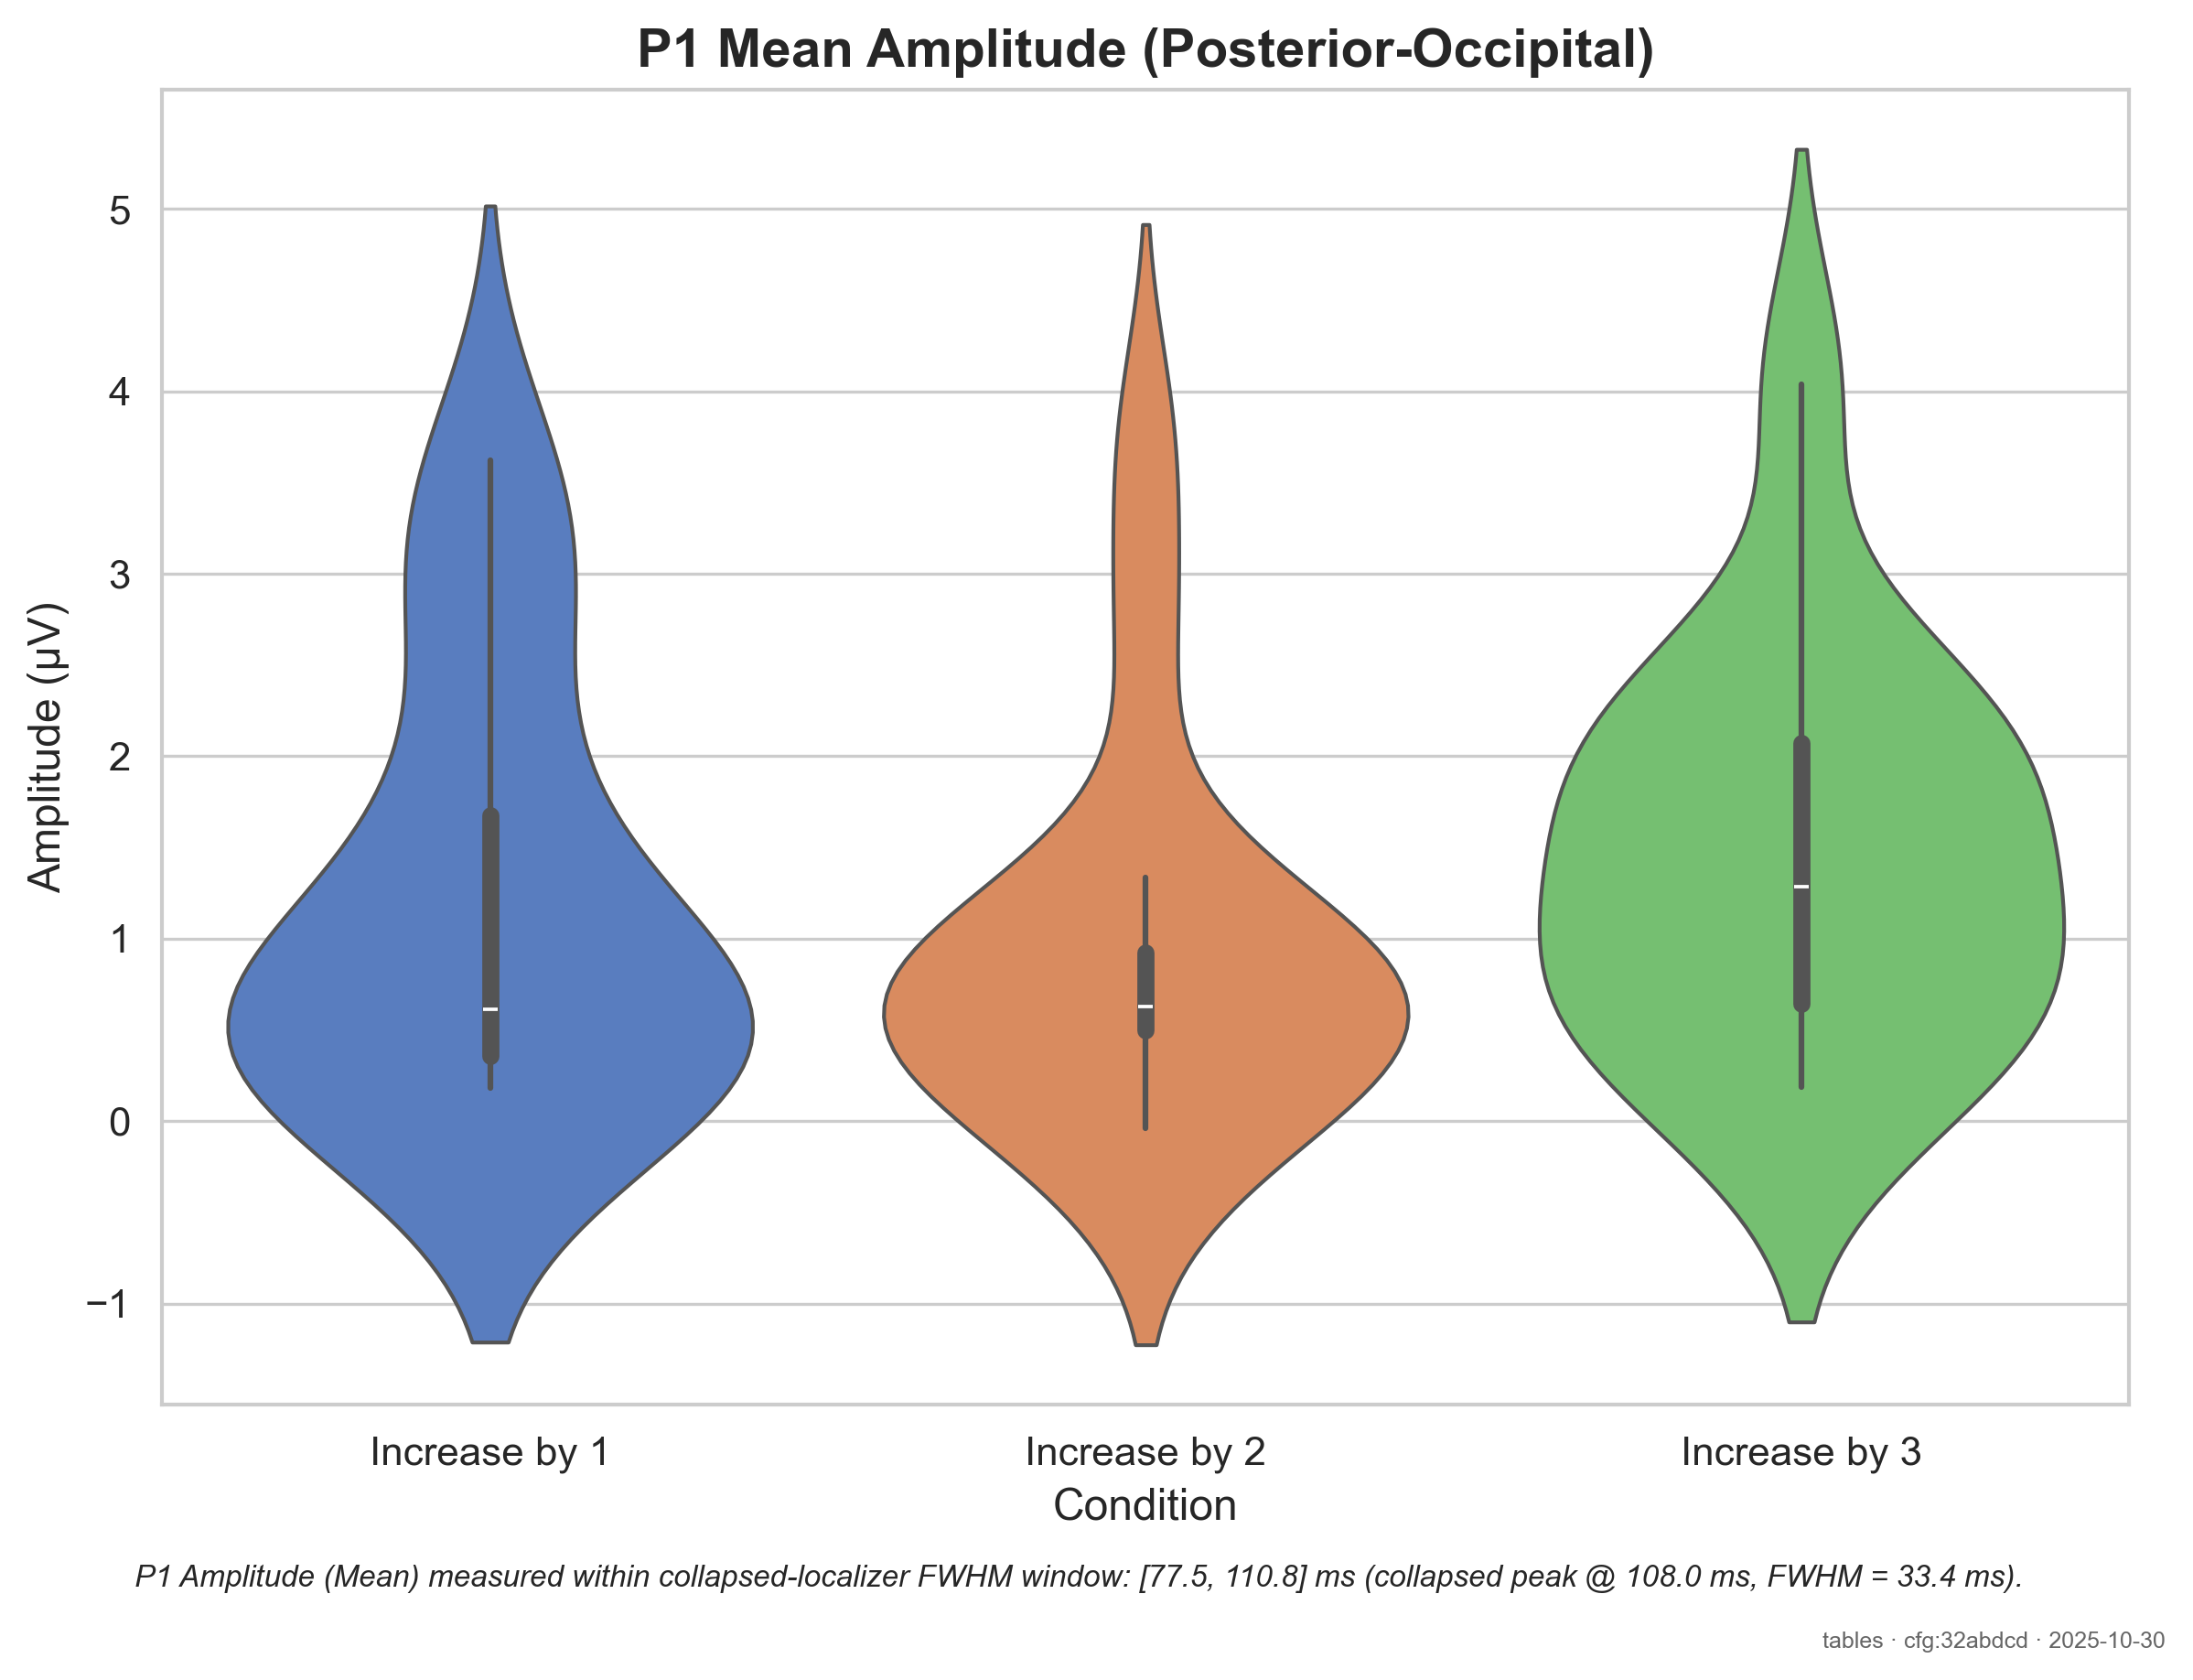 P1 Mean Amplitude (Posterior-Occipital)
Amplitude (µV)
5
4
3
2
1
0
−1
Increase by 1
Increase by 2
Increase by 3
Condition
P1 Amplitude (Mean) measured within collapsed-localizer FWHM window: [77.5, 110.8] ms (collapsed peak @ 108.0 ms, FWHM = 33.4 ms).
tables · cfg:32abdcd · 2025-10-30